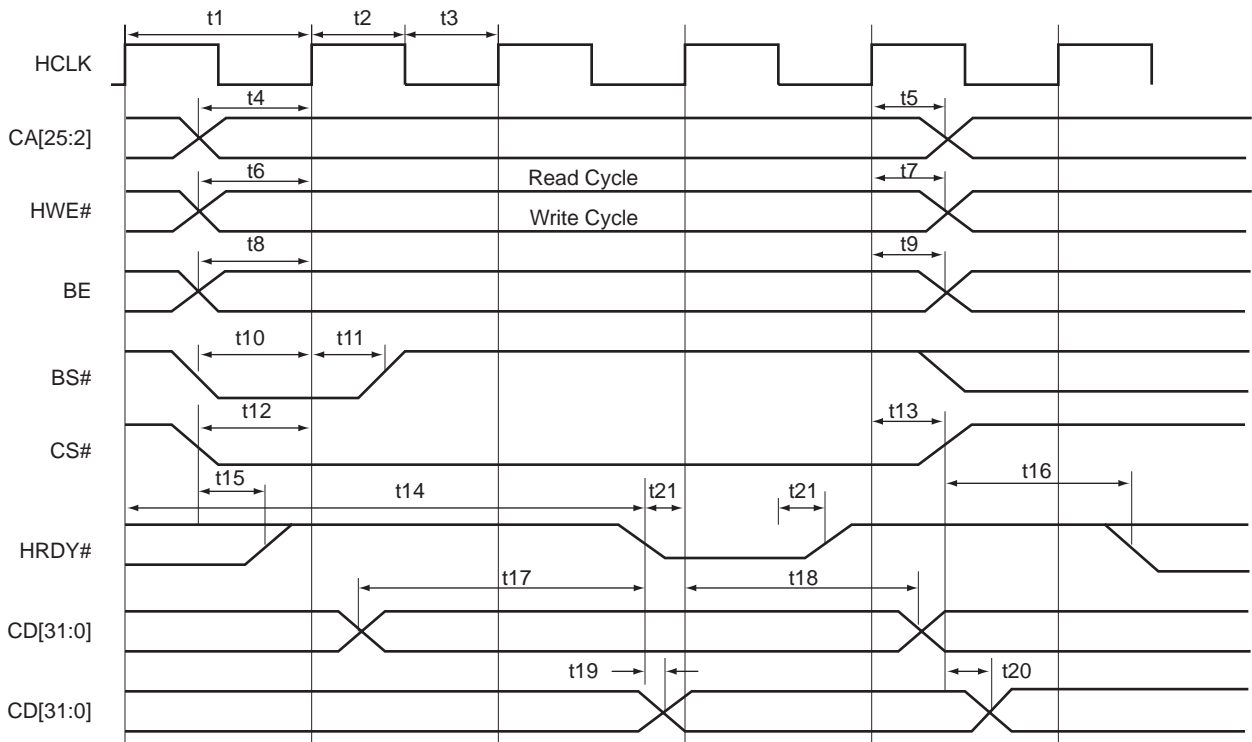 t1 t2 t3
HCLK
t4 t5
CA[25:2]
t6 Read Cycle t7
HWE# Write Cycle
t8 t9
BE
t10 t11
BS#
t12 t13
CS#
t15 t14 t21 t21 t16
HRDY#
t17 t18
CD[31:0]
t19 t20
CD[31:0]